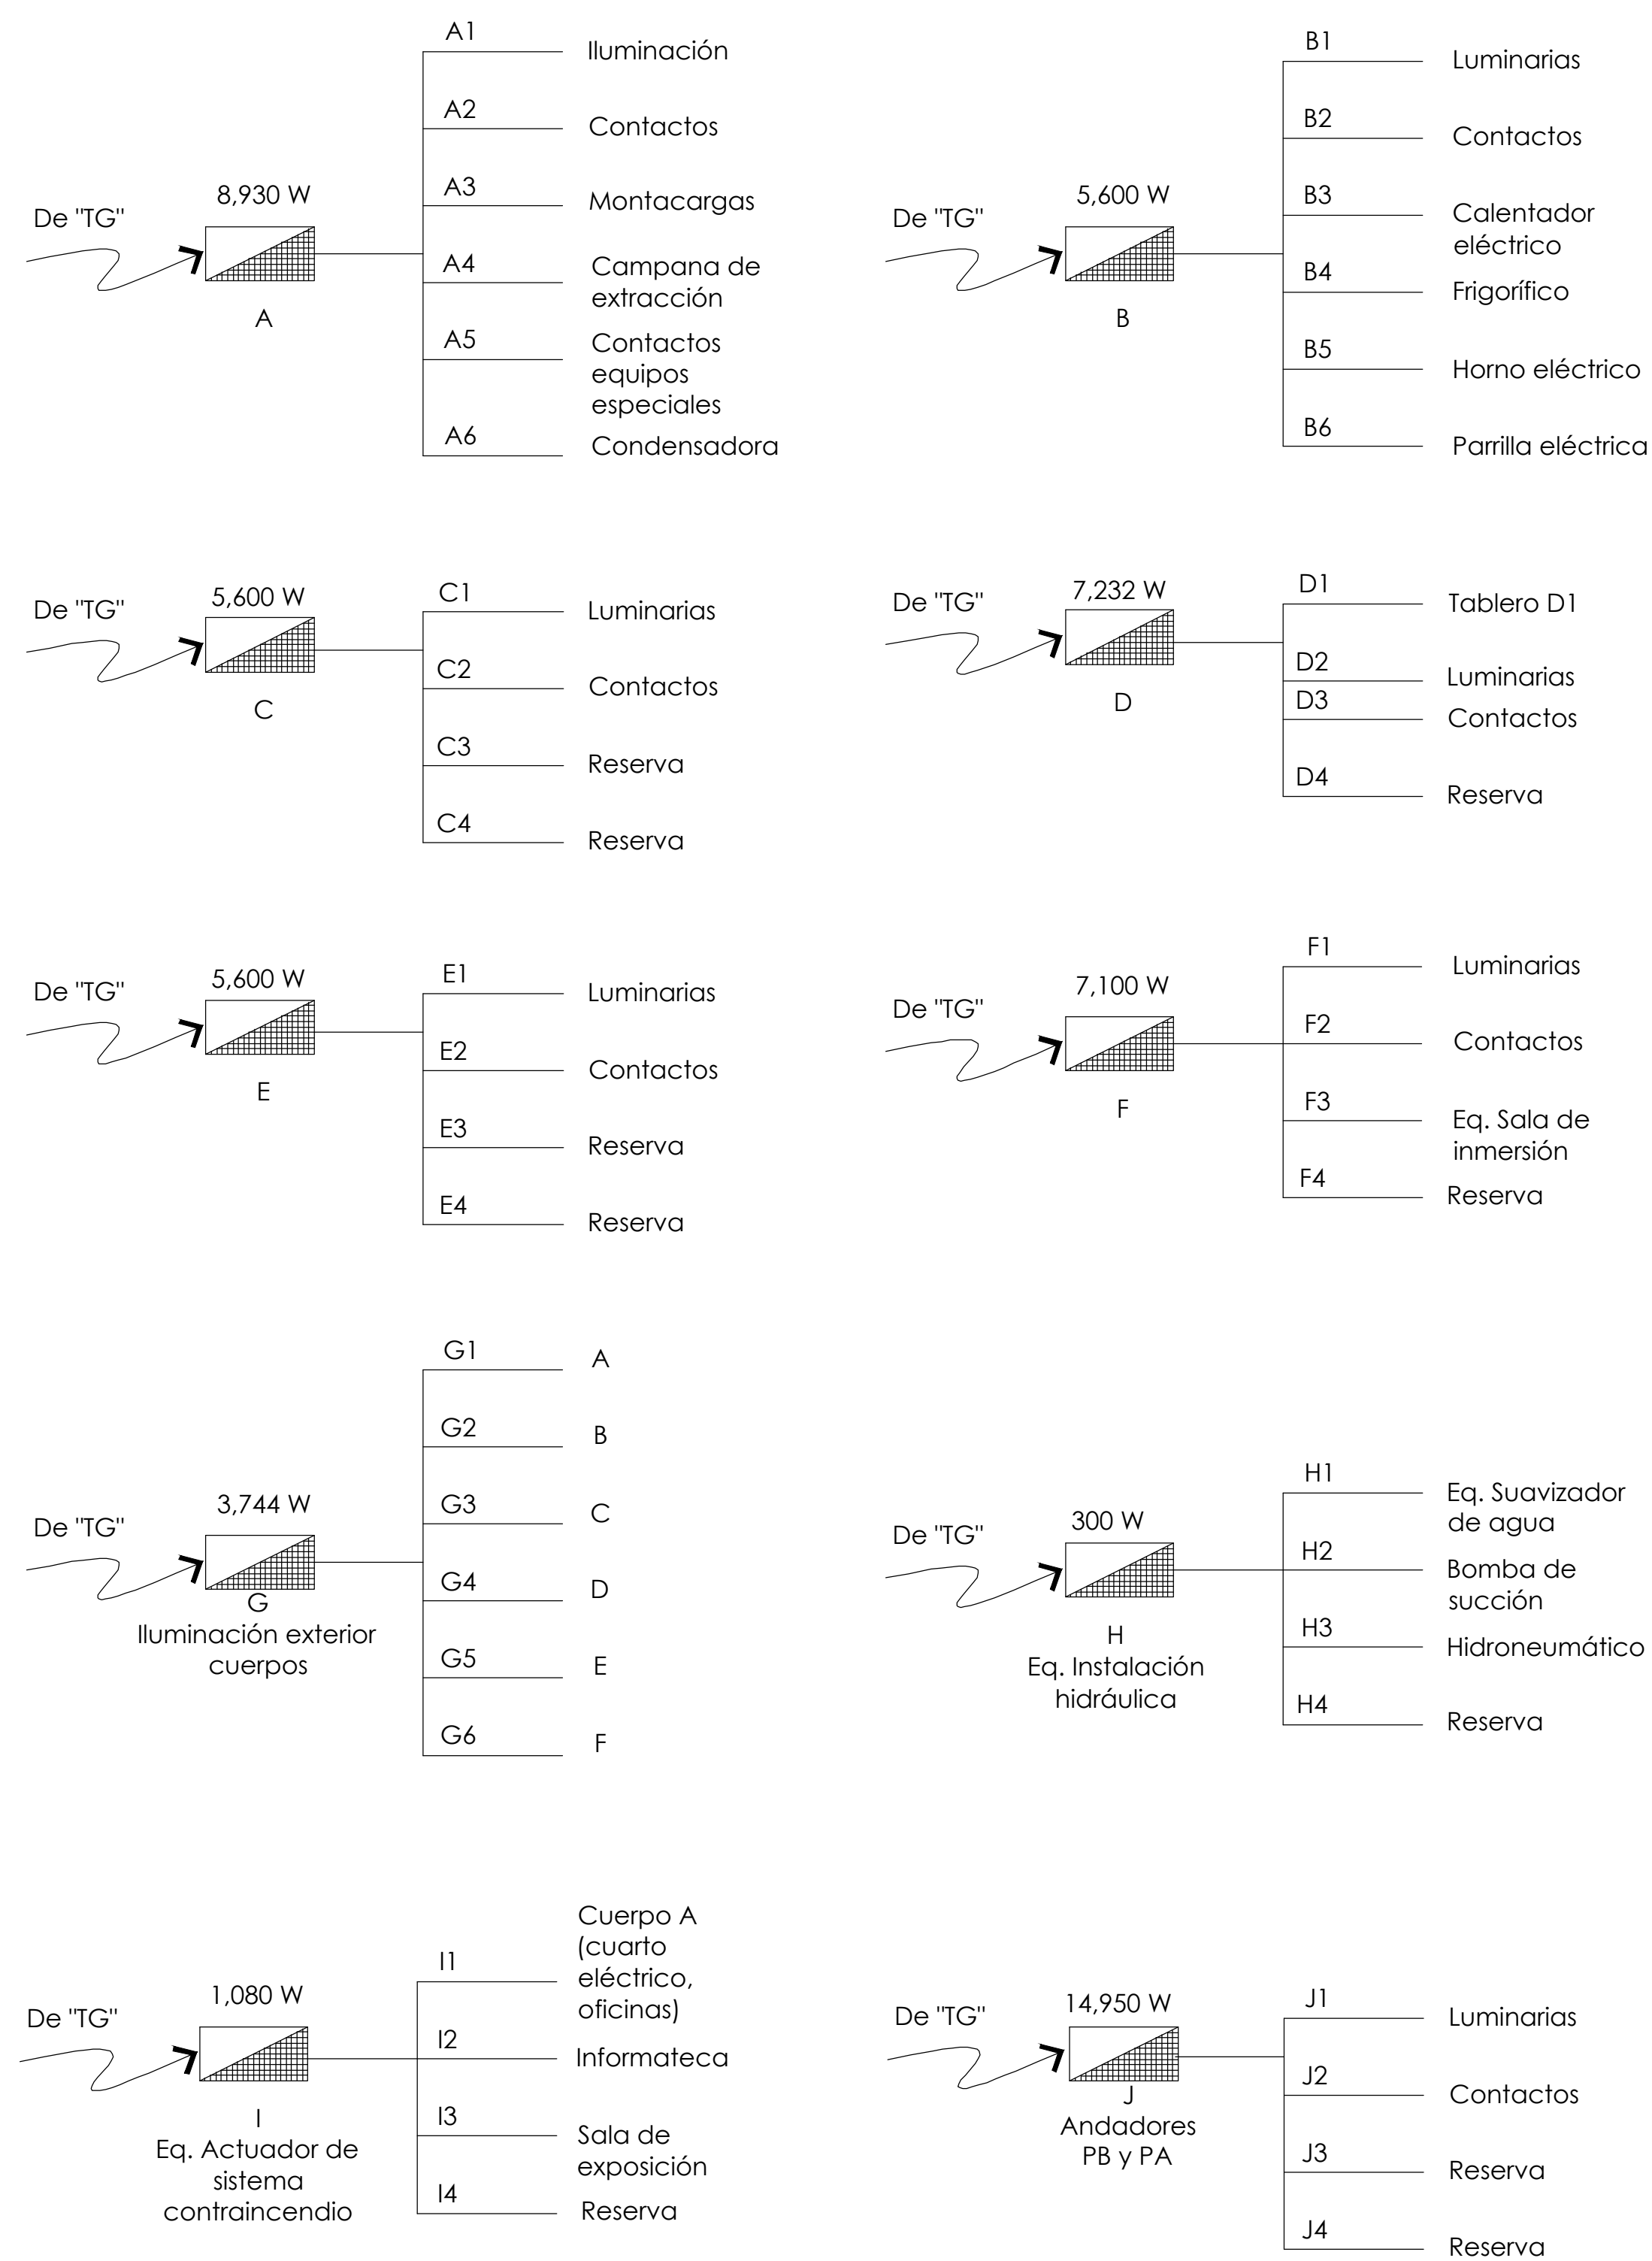 A1
Iluminación
A2
Contactos
8,930 W
A3
Montacargas
De "TG"
A4
Campana de
extracción
A
A5
Contactos
equipos
especiales
A6
Condensadora
B1
Luminarias
B2
Contactos
5,600 W
B3
Calentador
eléctrico
De "TG"
B4
Frigorífico
B
B5
Horno eléctrico
B6
Parrilla eléctrica
5,600 W
C1
Luminarias
De "TG"
C2
Contactos
C
C3
Reserva
C4
Reserva
7,232 W
D1
Tablero D1
De "TG"
D2
Luminarias
D3
Contactos
D
D4
Reserva
5,600 W
E1
Luminarias
De "TG"
E2
Contactos
E
E3
Reserva
E4
Reserva
F1
Luminarias
7,100 W
De "TG"
F2
Contactos
F
F3
Eq. Sala de
inmersión
F4
Reserva
G1
A
G2
B
3,744 W
G3
C
De "TG"
G4
D
G
Iluminación exterior
cuerpos
G5
E
G6
F
H1
Eq. Suavizador
de agua
300 W
De "TG"
H2
Bomba de
succión
H
Eq. Instalación
hidráulica
H3
Hidroneumático
H4
Reserva
Cuerpo A
(cuarto
eléctrico,
oficinas)
I1
1,080 W
De "TG"
I2
Informateca
I
Eq. Actuador de
sistema
contraincendio
I3
Sala de
exposición
I4
Reserva
14,950 W
J1
Luminarias
De "TG"
J2
Contactos
J
Andadores
PB y PA
J3
Reserva
J4
Reserva